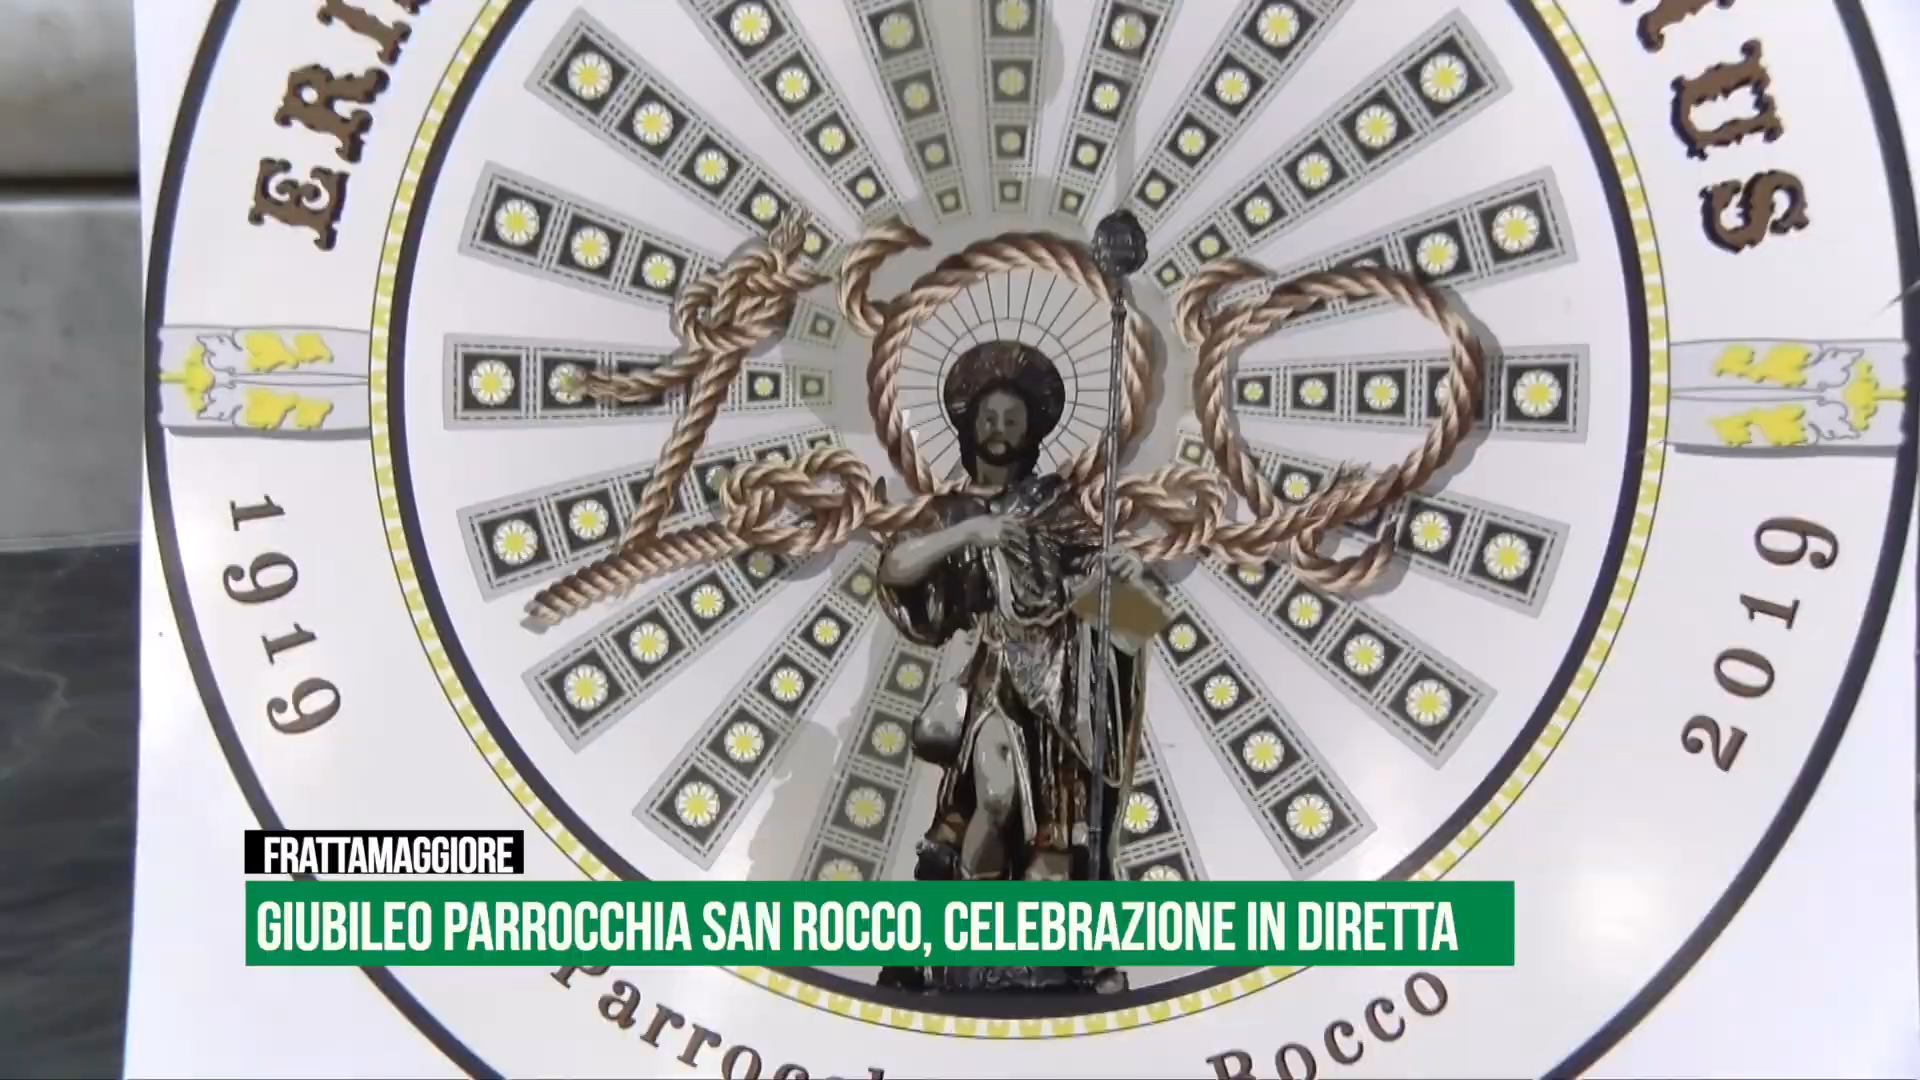 1919
100
2019
FRATTAMAGGIORE
GIUBILEO PARROCCHIA SAN ROCCO, CELEBRAZIONE IN DIRETTA
Rocco